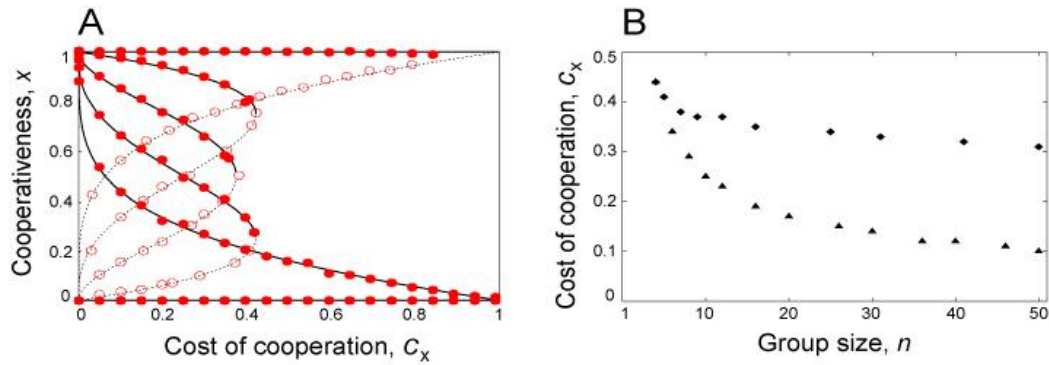 A
Cooperativeness, x
1
0.8
0.6
0.4
0.2
0
0 0.2 0.4 0.6 0.8 1
Cost of cooperation, cx
B
Cost of cooperation, cx
0.5
0.4
0.3
0.2
0.1
0
1 10 20 30 40 50
Group size, n